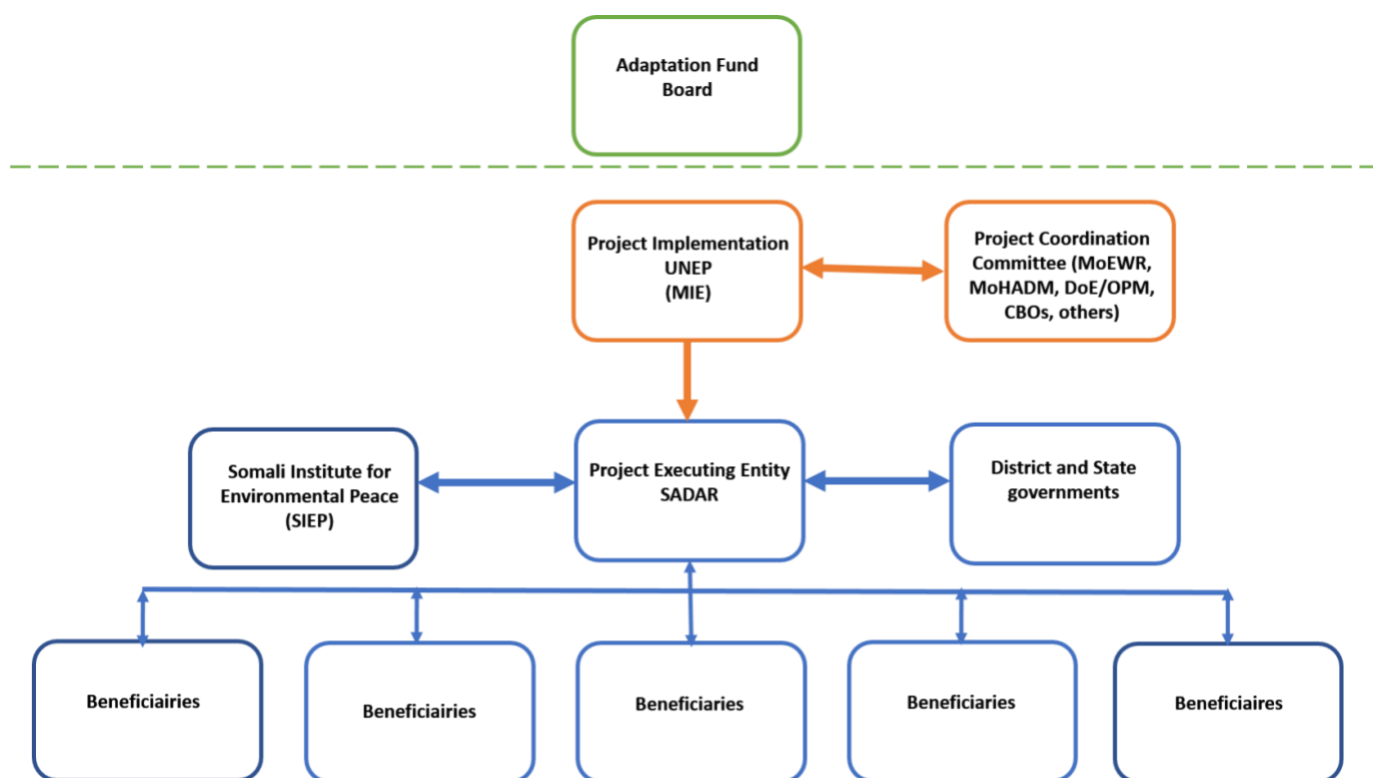 Adaptation Fund
Board
Project Implementation
UNEP
(MIE)
Project Coordination
Committee (MoEWR,
MoHADM, DoE/OPM,
CBOs, others)
Somali Institute for
Environmental Peace
(SIEP)
Project Executing Entity
SADAR
District and State
governments
Beneficiairies
Beneficiairies
Beneficiaries
Beneficiaries
Beneficiaires